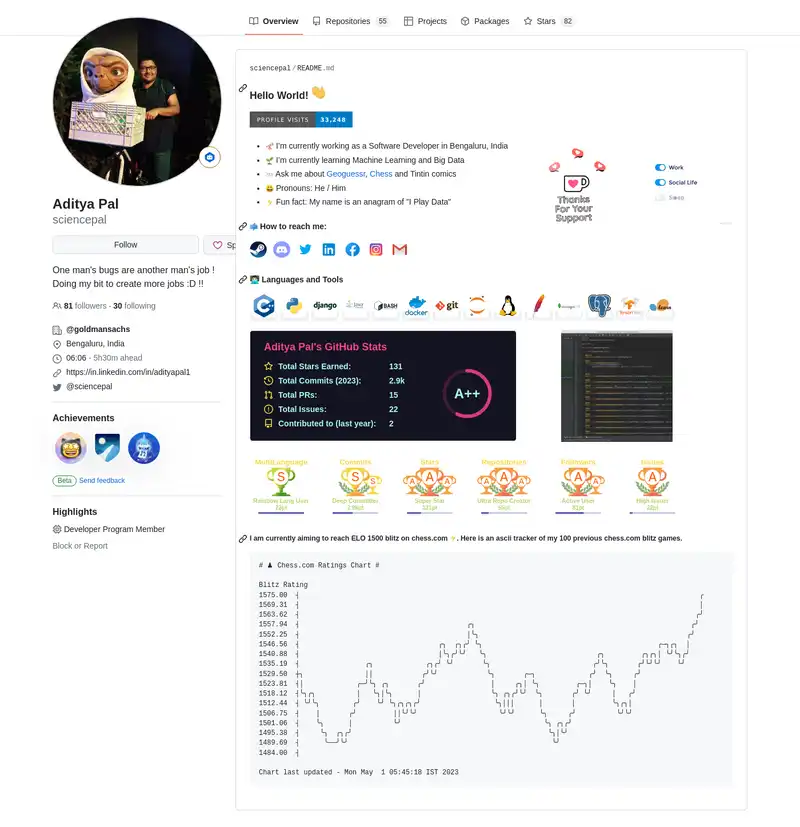 Overview
Repositories 55
Projects
Packages
Stars 82
Aditya Pal
sciencepal
Follow
Sp
One man's bugs are another man's job !
Doing my bit to create more jobs :D !!
81 followers · 30 following
@goldmansachs
Bengaluru, India
06:06 - 5h30m ahead
https://in.linkedin.com/in/adityapal1
@sciencepal
Achievements
Beta Send feedback
Highlights
Developer Program Member
Block or Report
sciencepal/README.md
Hello World!
PROFILE VISITS 33,248
I'm currently working as a Software Developer in Bengaluru, India
I'm currently learning Machine Learning and Big Data
Ask me about Geoguessr, Chess and Tintin comics
Pronouns: He / Him
Fun fact: My name is an anagram of "I Play Data"
Thanks
For Your
Support
Work
Social Life
Sleep
How to reach me:
Languages and Tools
django
BASH
docker
git
Aditya Pal's GitHub Stats
Total Stars Earned: 131
Total Commits (2023): 2.9k
Total PRs: 15
Total Issues: 22
Contributed to (last year): 2
A++
MultiLanguage
S
Rainbow Lang User
Commits
S
Deep Committer
Stars
A A A
Super Star
Repositories
A A A
Ultra Repo Creator
Followers
A A
Active User
Issues
A A
High Issuer
I am currently aiming to reach ELO 1500 blitz on chess.com . Here is an ascii tracker of my 100 previous chess.com blitz games.
# ♟ Chess.com Ratings Chart #
Blitz Rating
1575.00
1569.31
1563.62
1557.94
1552.25
1546.56
1540.88
1535.19
1529.50
1523.81
1518.12
1512.44
1506.75
1501.06
1495.38
1489.69
1484.00
Chart last updated - Mon May 1 05:45:18 IST 2023